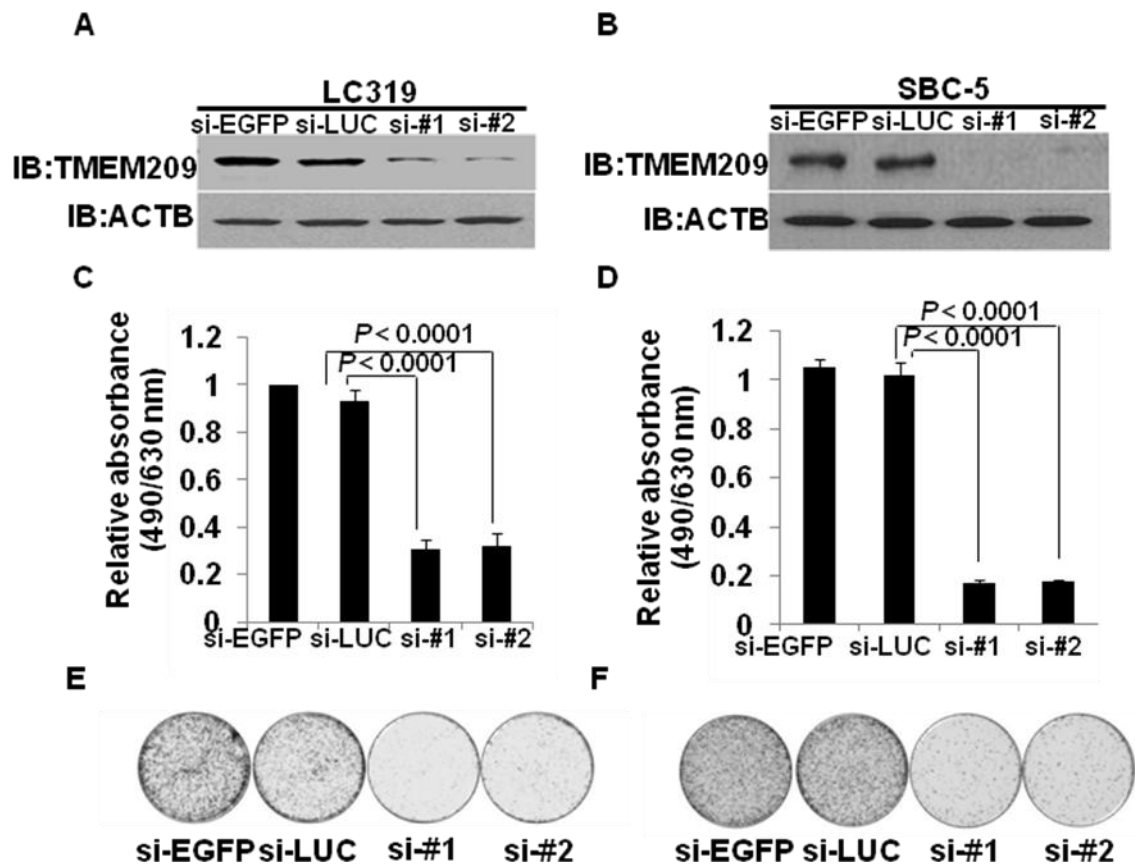 A
B
LC319
si-EGFP si-LUC si-#1 si-#2
IB:TMEM209
IB:ACTB
SBC-5
si-EGFP si-LUC si-#1 si-#2
IB:TMEM209
IB:ACTB
C
Relative absorbance
(490/630 nm)
1.2
1
0.8
0.6
0.4
0.2
0
P < 0.0001
P < 0.0001
si-EGFP si-LUC si-#1 si-#2
D
Relative absorbance
(490/630 nm)
1.2
1
0.8
0.6
0.4
0.2
0
P < 0.0001
P < 0.0001
si-EGFP si-LUC si-#1 si-#2
E
si-EGFP si-LUC si-#1 si-#2
F
si-EGFP si-LUC si-#1 si-#2